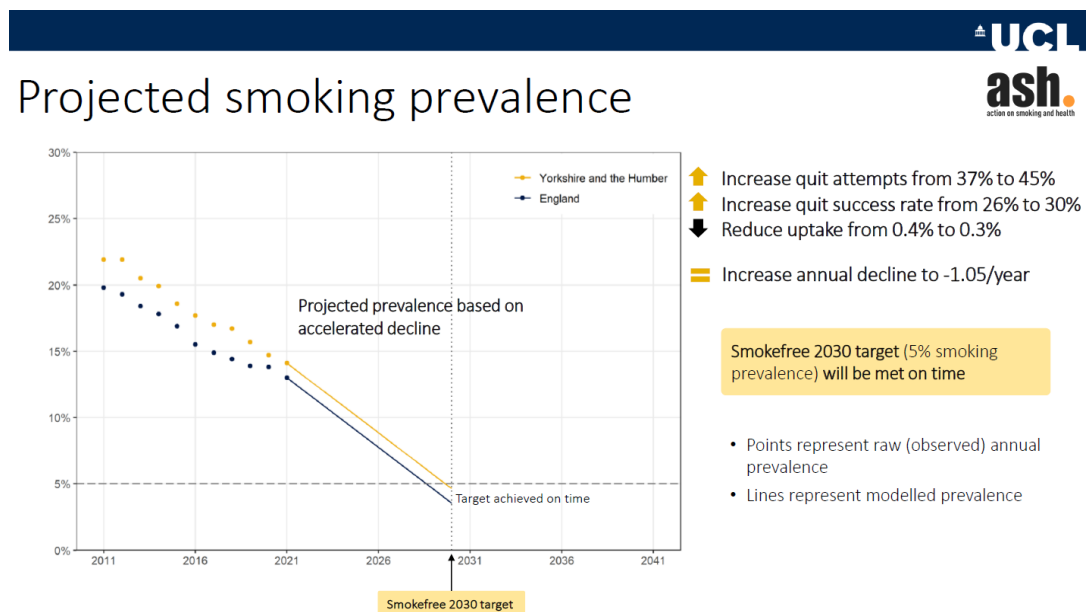 UCL
Projected smoking prevalence
ash.
action on smoking and health
30%
25%
20%
15%
10%
5%
0%
Yorkshire and the Humber
England
Projected prevalence based on
accelerated decline
Target achieved on time
2011
2016
2021
2026
2031
2036
2041
Smokefree 2030 target
Increase quit attempts from 37% to 45%
Increase quit success rate from 26% to 30%
Reduce uptake from 0.4% to 0.3%
Increase annual decline to -1.05/year
Smokefree 2030 target (5% smoking
prevalence) will be met on time
• Points represent raw (observed) annual
prevalence
• Lines represent modelled prevalence